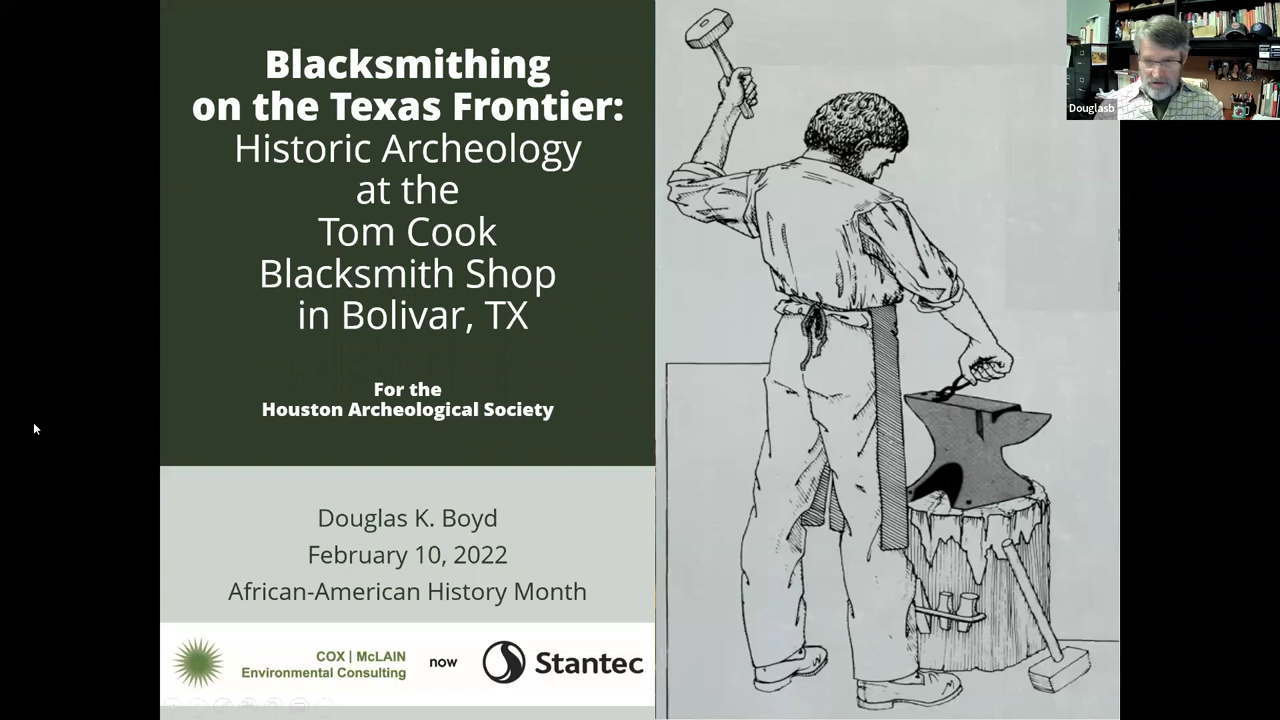 Blacksmithing
on the Texas Frontier:
Historic Archeology
at the
Tom Cook
Blacksmith Shop
in Bolivar, TX
For the
Houston Archeological Society
Douglas K. Boyd
February 10, 2022
African-American History Month
COX | McLAIN
Environmental Consulting
now
Stantec
Douglasb